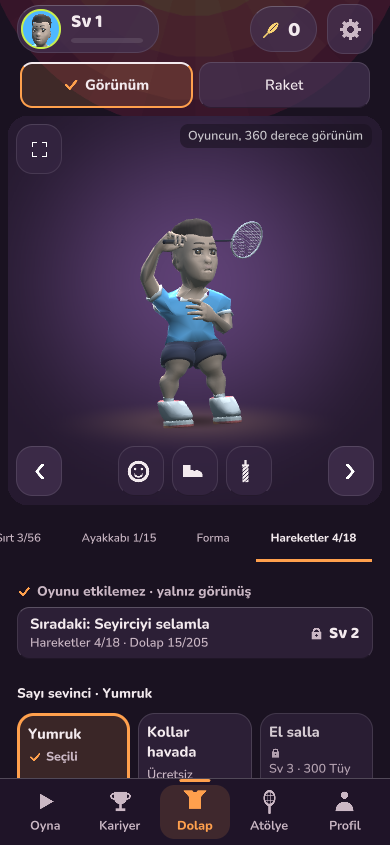 Sv 1
0
Görünüm
Raket
Oyuncun, 360 derece görünüm
Sırt 3/56
Ayakkabı 1/15
Forma
Hareketler 4/18
Oyunu etkilemez · yalnız görünüş
Sıradaki: Seyirciyi selamla
Hareketler 4/18 · Dolap 15/205
Sv 2
Sayı sevinci · Yumruk
Yumruk
Seçili
Kollar
havada
Ücretsiz
El salla
Sv 3 · 300 Tüy
Oyna
Kariyer
Dolap
Atölye
Profil